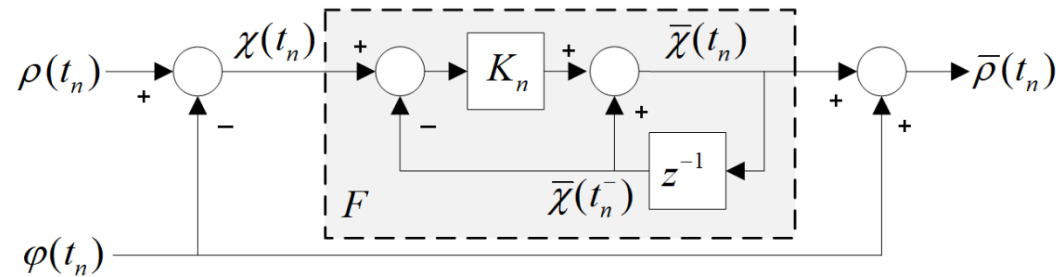 χ(tₙ) χ̅(tₙ)
ρ(tₙ) + − + − Kₙ + + + + ρ̅(tₙ)
z⁻¹
F χ̅(tₙ⁻)
φ(tₙ)